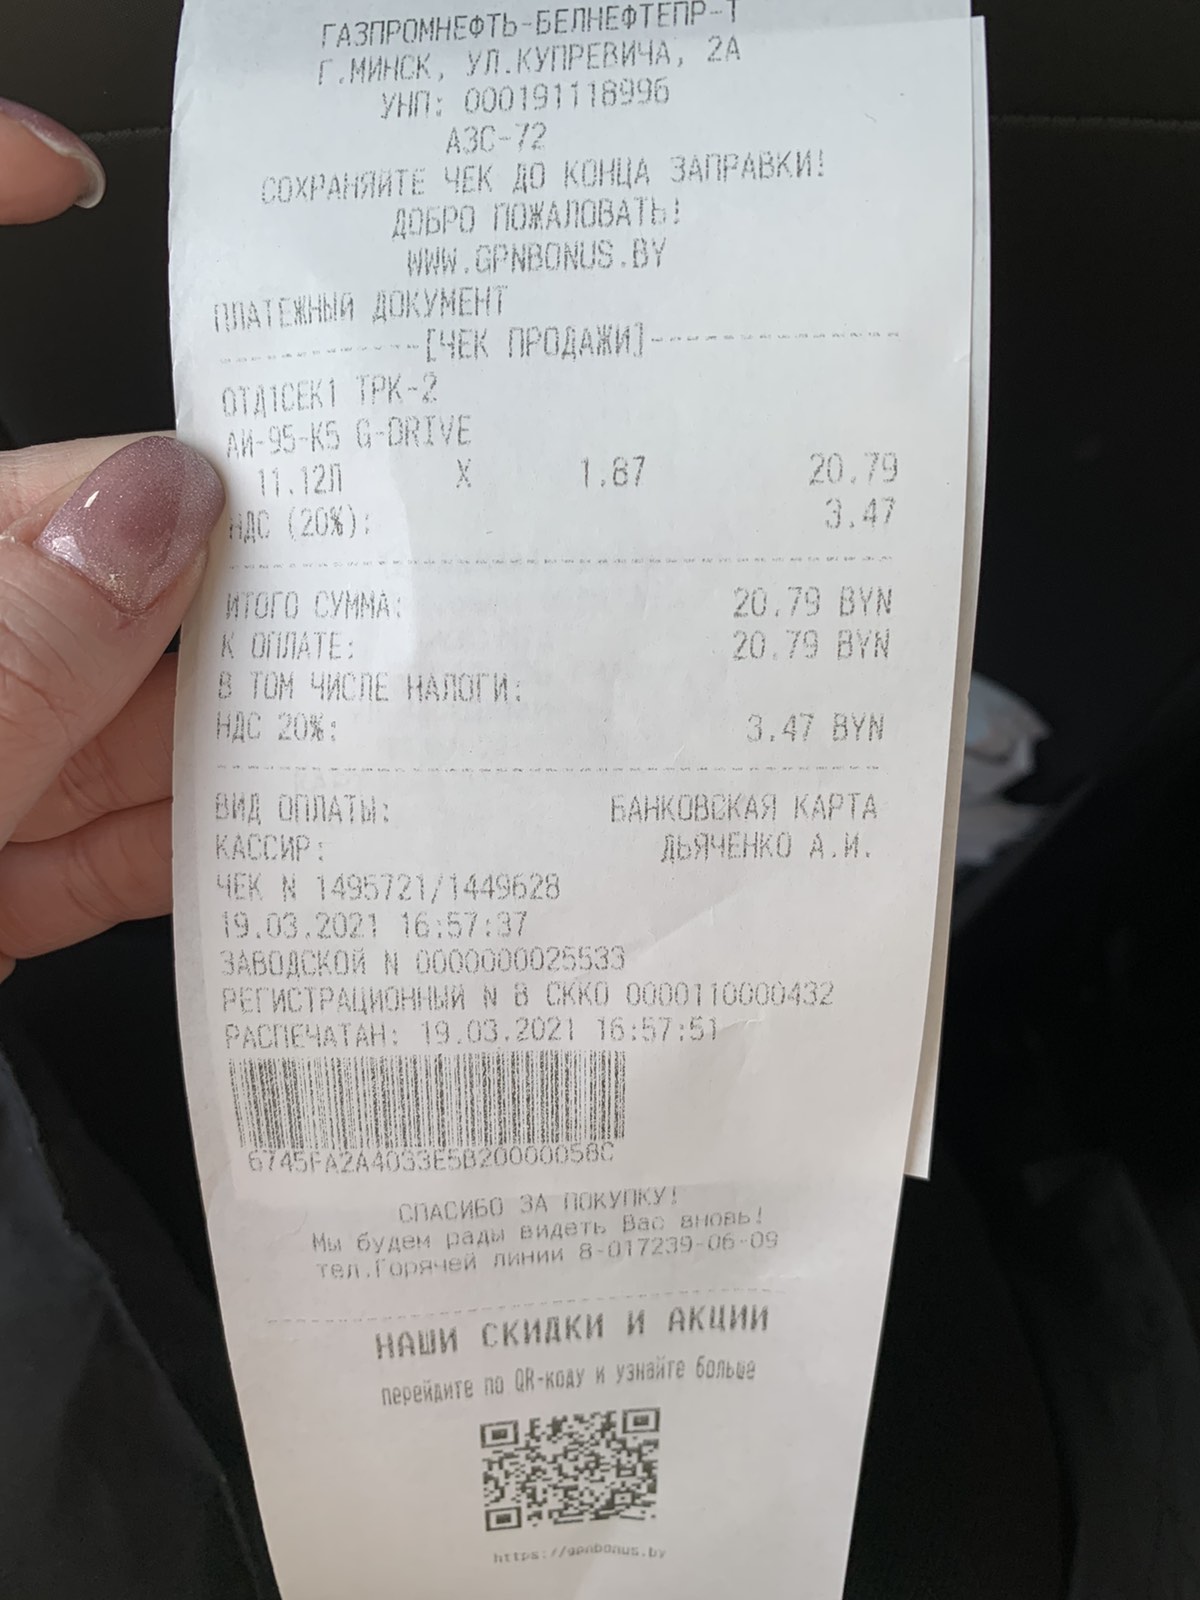 ГАЗПРОМНЕФТЬ-БЕЛНЕФТЕПР-Т
Г.МИНСК, УЛ.КУПРЕВИЧА, 2А
УНП: 000191118996
АЗС-72
СОХРАНЯЙТЕ ЧЕК ДО КОНЦА ЗАПРАВКИ!
ДОБРО ПОЖАЛОВАТЬ!
WWW.GPNBONUS.BY
ПЛАТЕЖНЫЙ ДОКУМЕНТ
------------[ЧЕК ПРОДАЖИ]---------------
ОТД1СЕК1 ТРК-2
АИ-95-К5 G-DRIVE
11.12Л X 1.87 20.79
НДС (20%): 3.47
ИТОГО СУММА: 20.79 BYN
К ОПЛАТЕ: 20.79 BYN
В ТОМ ЧИСЛЕ НАЛОГИ:
НДС 20%: 3.47 BYN
ВИД ОПЛАТЫ: БАНКОВСКАЯ КАРТА
КАССИР: ДЬЯЧЕНКО А.И.
ЧЕК N 1495721/1449628
19.03.2021 16:57:37
ЗАВОДСКОЙ N 0000000025533
РЕГИСТРАЦИОННЫЙ N В СККО 0000110000432
РАСПЕЧАТАН: 19.03.2021 16:57:51
6745FA2A4033E5B20000058C
СПАСИБО ЗА ПОКУПКУ!
Мы будем рады видеть Вас вновь!
тел.Горячей линии 8-017239-06-09
НАШИ СКИДКИ И АКЦИИ
перейдите по QR-коду и узнайте больше
https://gpnbonus.by